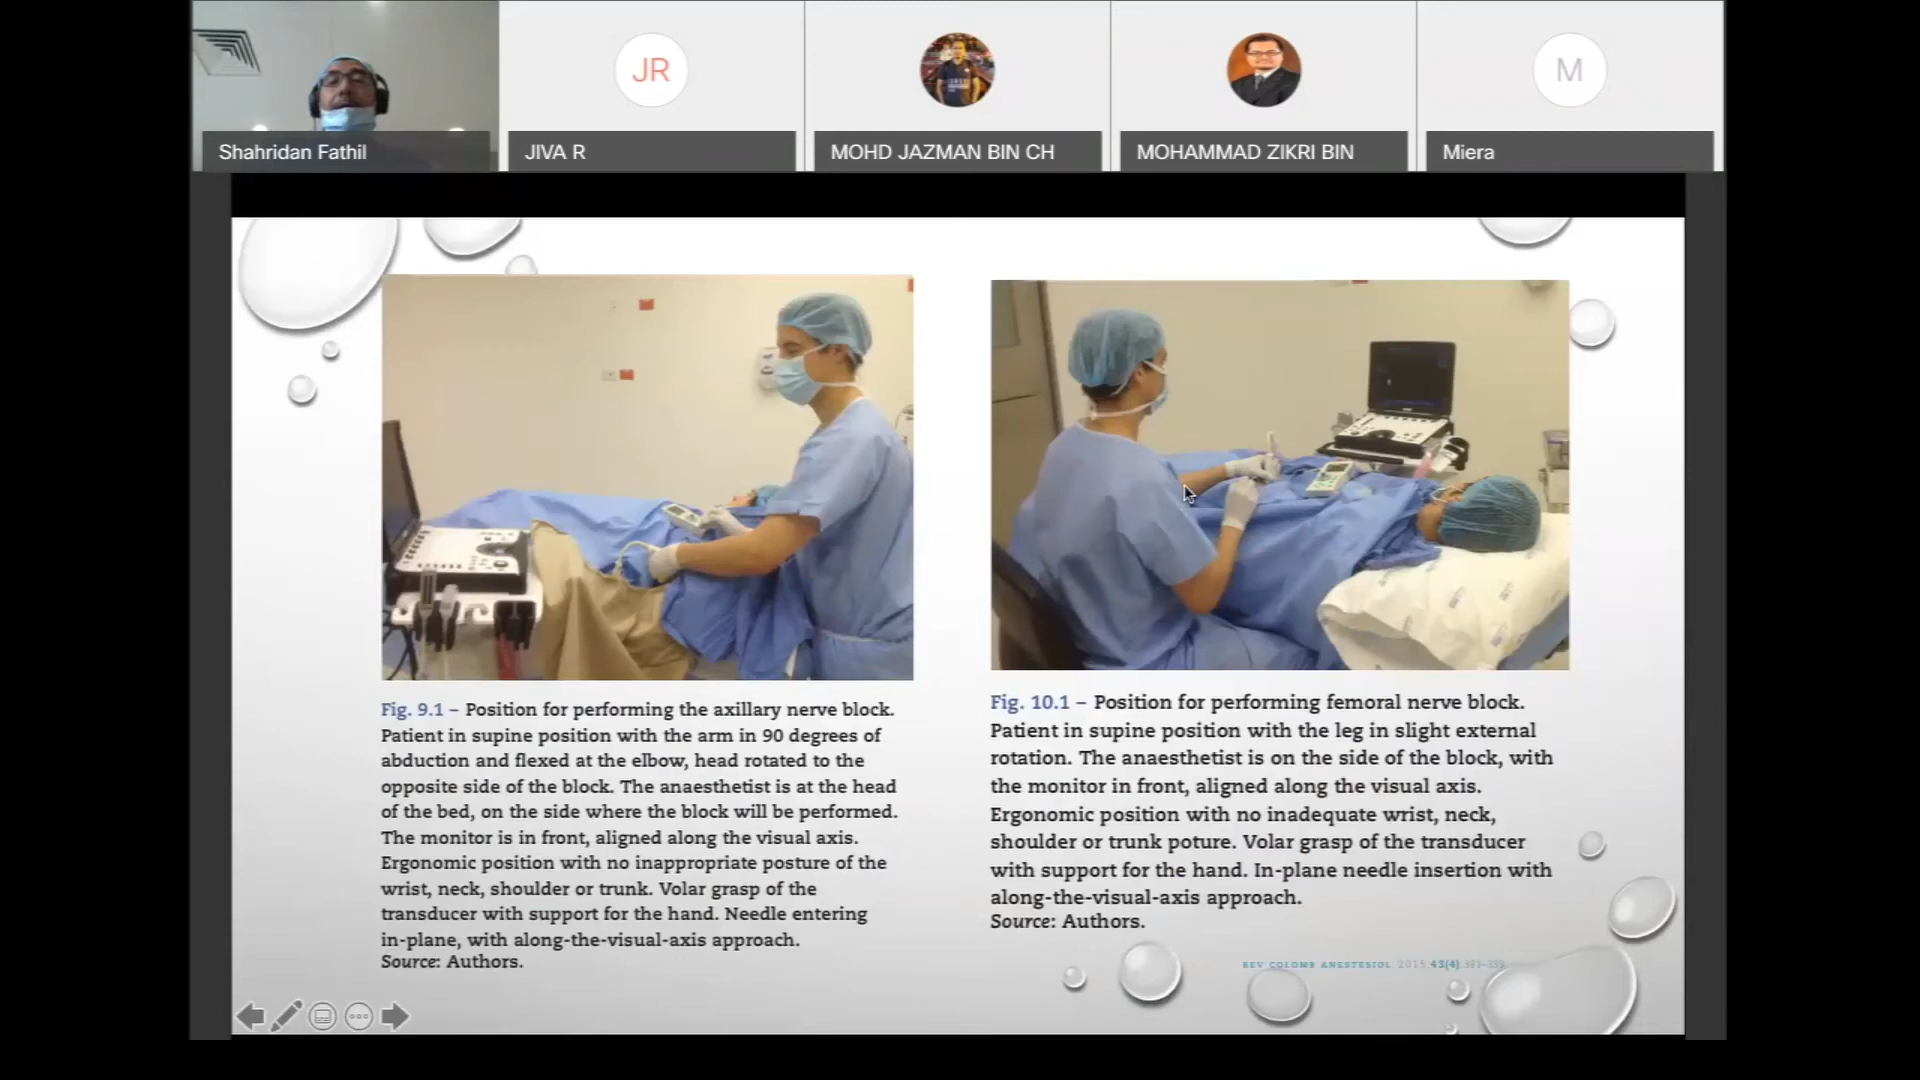 JR
M
Shahridan Fathil
JIVA R
MOHD JAZMAN BIN CH
MOHAMMAD ZIKRI BIN
Miera
Fig. 9.1 – Position for performing the axillary nerve block.
Patient in supine position with the arm in 90 degrees of
abduction and flexed at the elbow, head rotated to the
opposite side of the block. The anaesthetist is at the head
of the bed, on the side where the block will be performed.
The monitor is in front, aligned along the visual axis.
Ergonomic position with no inappropriate posture of the
wrist, neck, shoulder or trunk. Volar grasp of the
transducer with support for the hand. Needle entering
in-plane, with along-the-visual-axis approach.
Source: Authors.
Fig. 10.1 – Position for performing femoral nerve block.
Patient in supine position with the leg in slight external
rotation. The anaesthetist is on the side of the block, with
the monitor in front, aligned along the visual axis.
Ergonomic position with no inadequate wrist, neck,
shoulder or trunk poture. Volar grasp of the transducer
with support for the hand. In-plane needle insertion with
along-the-visual-axis approach.
Source: Authors.
REV COLOMB ANESTESIOL. 2015;43(4)